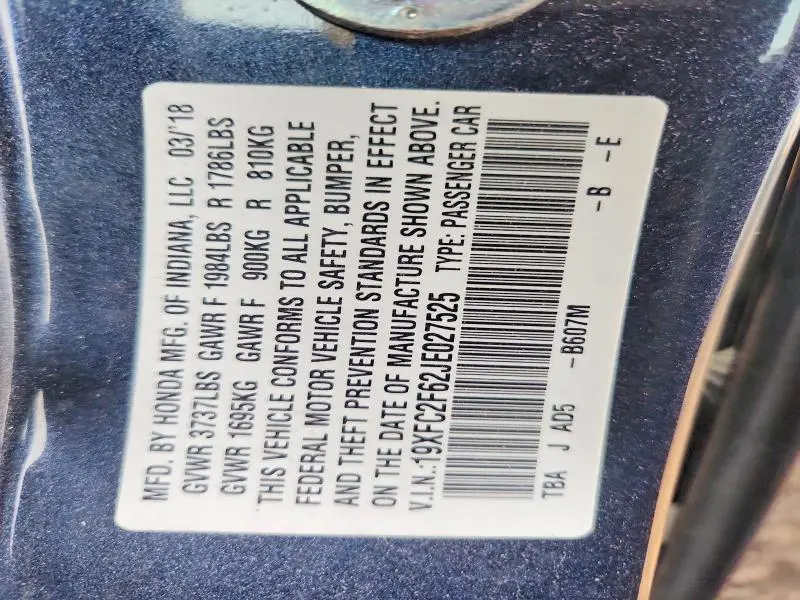 MFD. BY HONDA MFG. OF INDIANA, LLC 03/'18
GVWR 3737LBS GAWR F 1984LBS R 1786LBS
GVWR 1695KG GAWR F 900KG R 810KG
THIS VEHICLE CONFORMS TO ALL APPLICABLE
FEDERAL MOTOR VEHICLE SAFETY, BUMPER,
AND THEFT PREVENTION STANDARDS IN EFFECT
ON THE DATE OF MANUFACTURE SHOWN ABOVE.
V.I.N.:19XFC2F62JE027525 TYPE: PASSENGER CAR
TBA J A05 -B607M -B -E